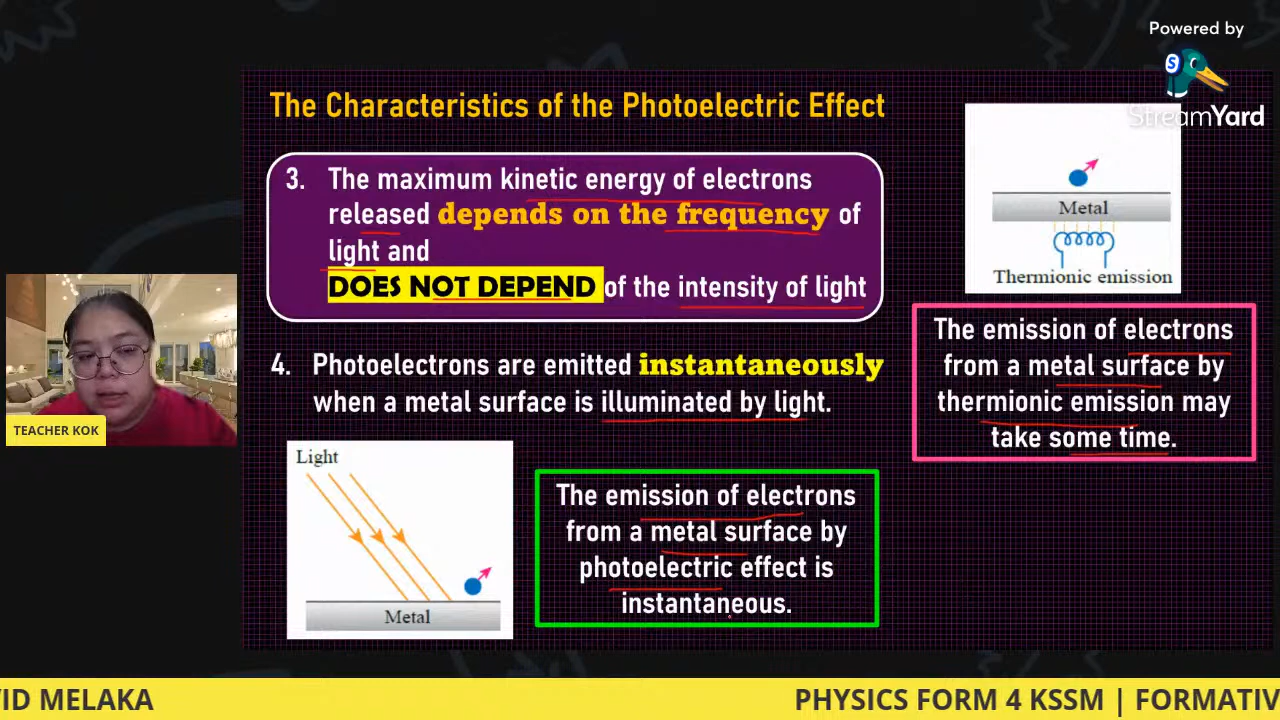 Powered by
StreamYard
The Characteristics of the Photoelectric Effect
3. The maximum kinetic energy of electrons
released depends on the frequency of
light and
DOES NOT DEPEND of the intensity of light
4. Photoelectrons are emitted instantaneously
when a metal surface is illuminated by light.
Light
Metal
The emission of electrons
from a metal surface by
photoelectric effect is
instantaneous.
Metal
Thermionic emission
The emission of electrons
from a metal surface by
thermionic emission may
take some time.
TEACHER KOK
VID MELAKA
PHYSICS FORM 4 KSSM | FORMATIV